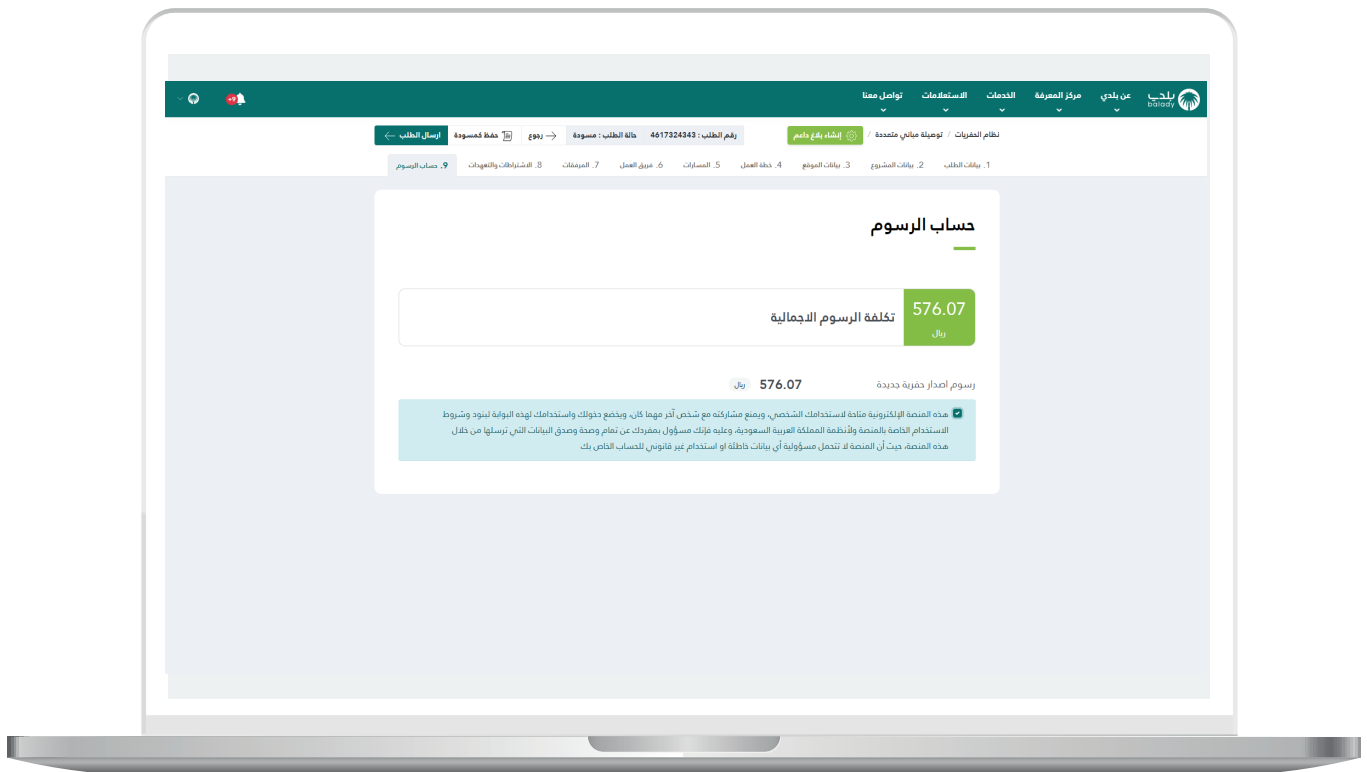 بلدي
balady
عن بلدي
مركز المعرفة
الخدمات
الاستعلامات
تواصل معنا
+9
نظام الحفريات / توصيلة مباني متعددة /
إنشاء بلاغ داعم
رقم الطلب : 4617324343
حالة الطلب : مسودة
رجوع
حفظ كمسودة
ارسال الطلب
1. بيانات الطلب
2. بيانات المشروع
3. بيانات الموقع
4. خطة العمل
5. المسارات
6. فريق العمل
7. المرفقات
8. الاشتراطات والتعهدات
9. حساب الرسوم
حساب الرسوم
576.07
ريال
تكلفة الرسوم الاجمالية
رسوم اصدار حفرية جديدة
576.07 ريال
هذه المنصة الإلكترونية متاحة لاستخدامك الشخصي، ويمنع مشاركته مع شخص آخر مهما كان، ويخضع دخولك واستخدامك لهذه البوابة لبنود وشروط
الاستخدام الخاصة بالمنصة ولأنظمة المملكة العربية السعودية، وعليه فإنك مسؤول بمفردك عن تمام وصحة وصدق البيانات التي ترسلها من خلال
هذه المنصة، حيث أن المنصة لا تتحمل مسؤولية أي بيانات خاطئة او استخدام غير قانوني للحساب الخاص بك